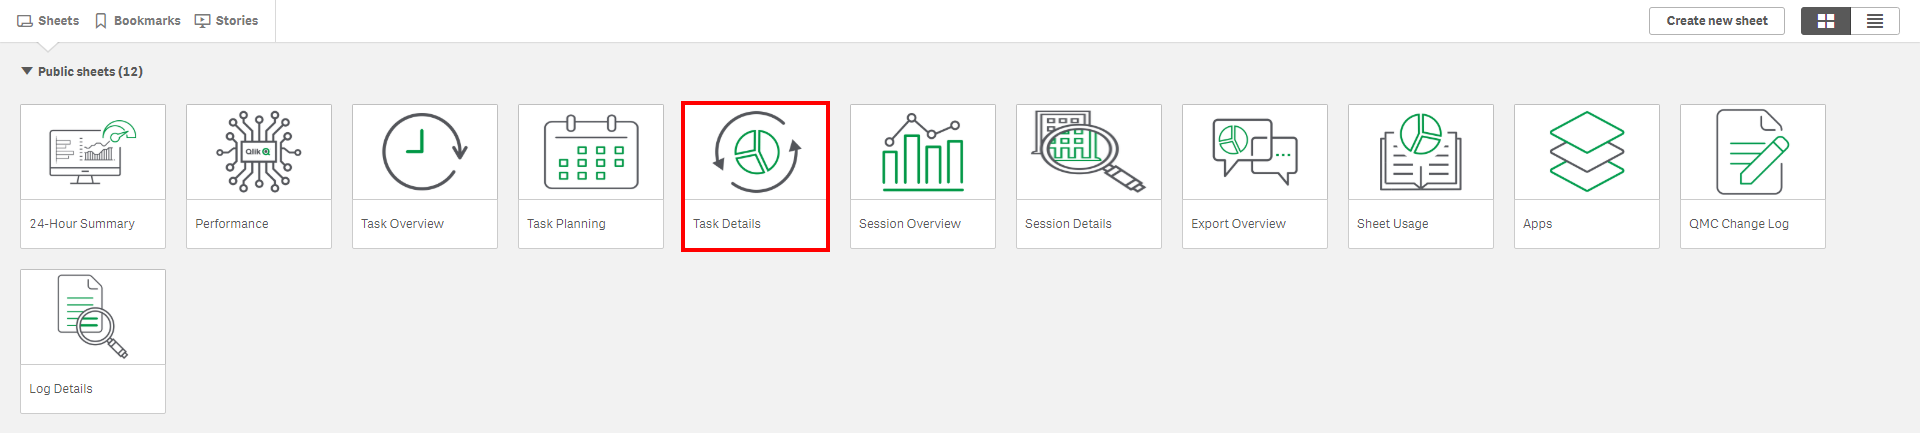 Sheets Bookmarks Stories Create new sheet
Public sheets (12)
Qlik Q
24-Hour Summary Performance Task Overview Task Planning Task Details Session Overview Session Details Export Overview Sheet Usage Apps QMC Change Log
Log Details